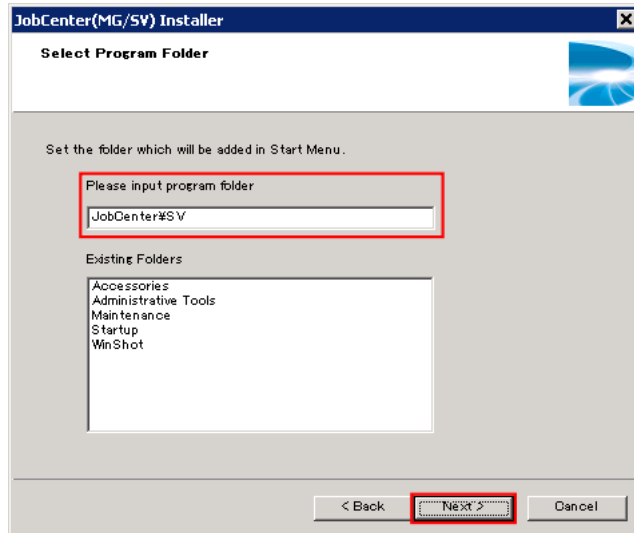 JobCenter(MG/SV) Installer
Select Program Folder
Set the folder which will be added in Start Menu.
Please input program folder
JobCenter¥SV
Existing Folders
Accessories
Administrative Tools
Maintenance
Startup
WinShot
< Back
Next >
Cancel